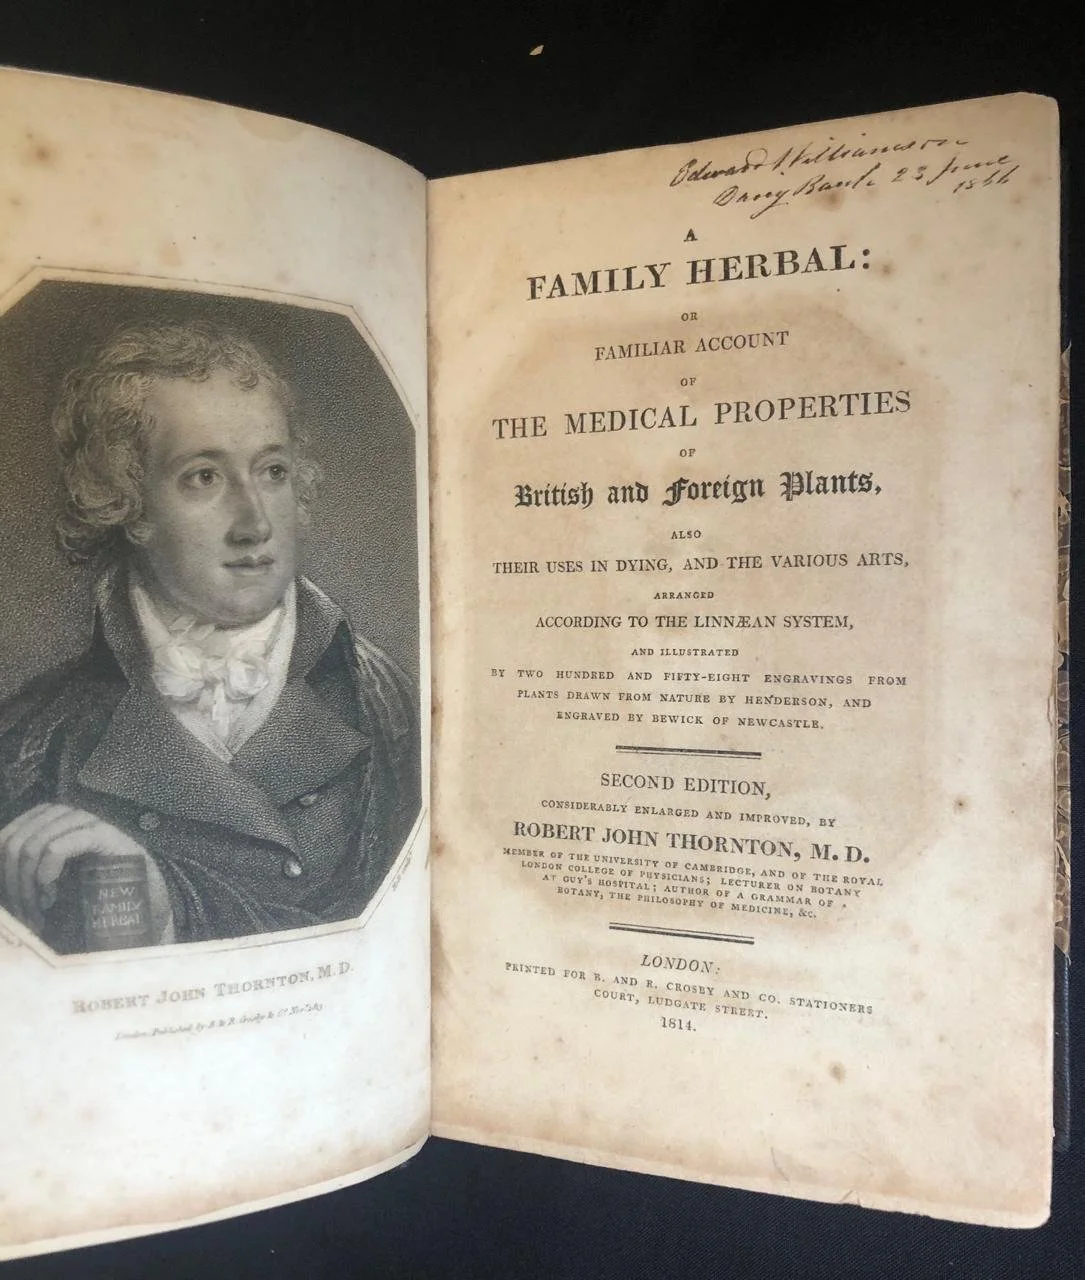 NEW
FAMILY
HERBAL
ROBERT JOHN THORNTON, M.D.
London, Published by B. & R. Crosby & Co.
Edward Williamson
Bank 23 June
A
FAMILY HERBAL:
OR
FAMILIAR ACCOUNT
OF
THE MEDICAL PROPERTIES
OF
British and Foreign Plants,
ALSO
THEIR USES IN DYING, AND THE VARIOUS ARTS,
ARRANGED
ACCORDING TO THE LINNÆAN SYSTEM,
AND ILLUSTRATED
BY TWO HUNDRED AND FIFTY-EIGHT ENGRAVINGS FROM
PLANTS DRAWN FROM NATURE BY HENDERSON, AND
ENGRAVED BY BEWICK OF NEWCASTLE.
SECOND EDITION,
CONSIDERABLY ENLARGED AND IMPROVED, BY
ROBERT JOHN THORNTON, M. D.
MEMBER OF THE UNIVERSITY OF CAMBRIDGE, AND OF THE ROYAL
LONDON COLLEGE OF PHYSICIANS; LECTURER ON BOTANY
AT GUY'S HOSPITAL; AUTHOR OF A GRAMMAR OF
BOTANY, THE PHILOSOPHY OF MEDICINE, &c.
LONDON:
PRINTED FOR B. AND R. CROSBY AND CO. STATIONERS
COURT, LUDGATE STREET.
1814.